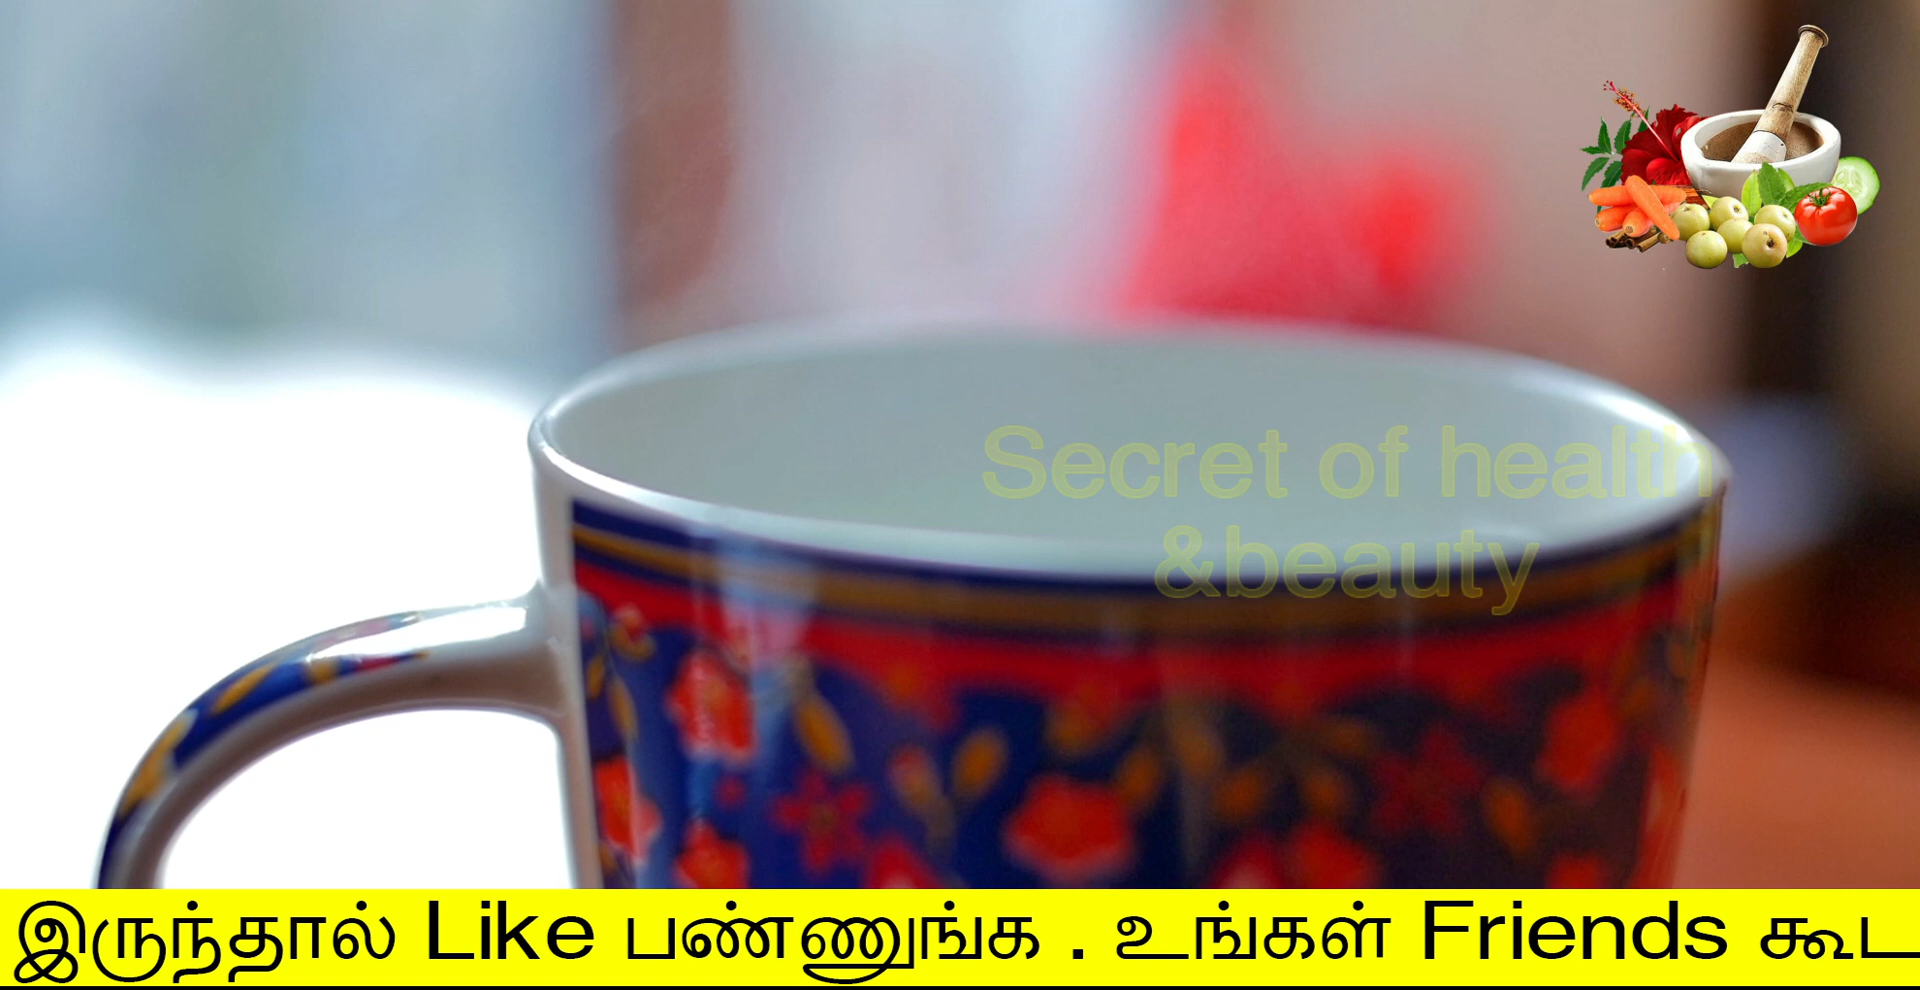 Secret of health
&beauty
இருந்தால் Like பண்ணுங்க . உங்கள் Friends கூட